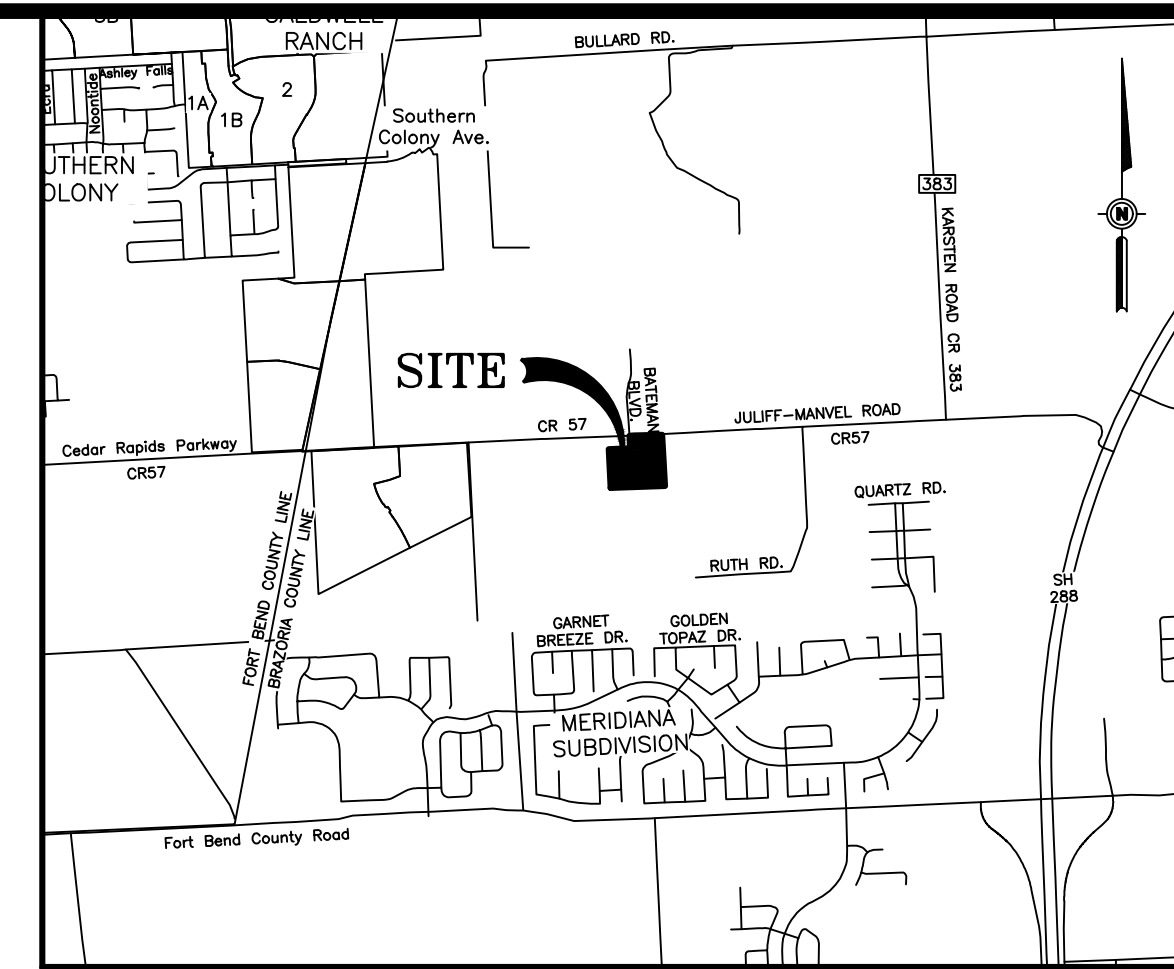 CALDWELL
RANCH
BULLARD RD.
Ashley Falls
Noontide
1A
1B
2
Southern
Colony Ave.
UTHERN
OLONY
383
KARSTEN ROAD CR 383
N
SITE
BATEMAN
BLVD.
CR 57
JULIFF-MANVEL ROAD
CR57
Cedar Rapids Parkway
CR57
QUARTZ RD.
FORT BEND COUNTY LINE
BRAZORIA COUNTY LINE
RUTH RD.
SH
288
GARNET
BREEZE DR.
GOLDEN
TOPAZ DR.
MERIDIANA
SUBDIVISION
Fort Bend County Road